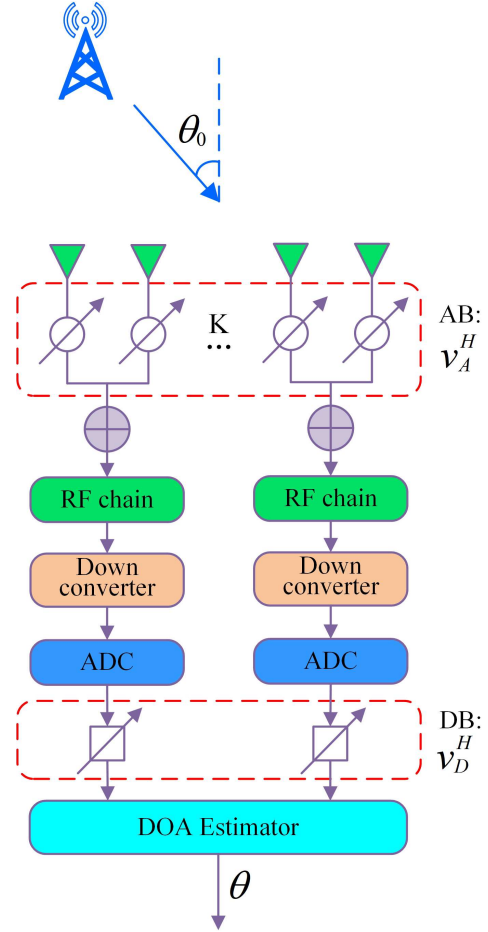 θ₀
K
...
AB:
v_A^H
RF chain
RF chain
Down
converter
Down
converter
ADC
ADC
DB:
v_D^H
DOA Estimator
θ